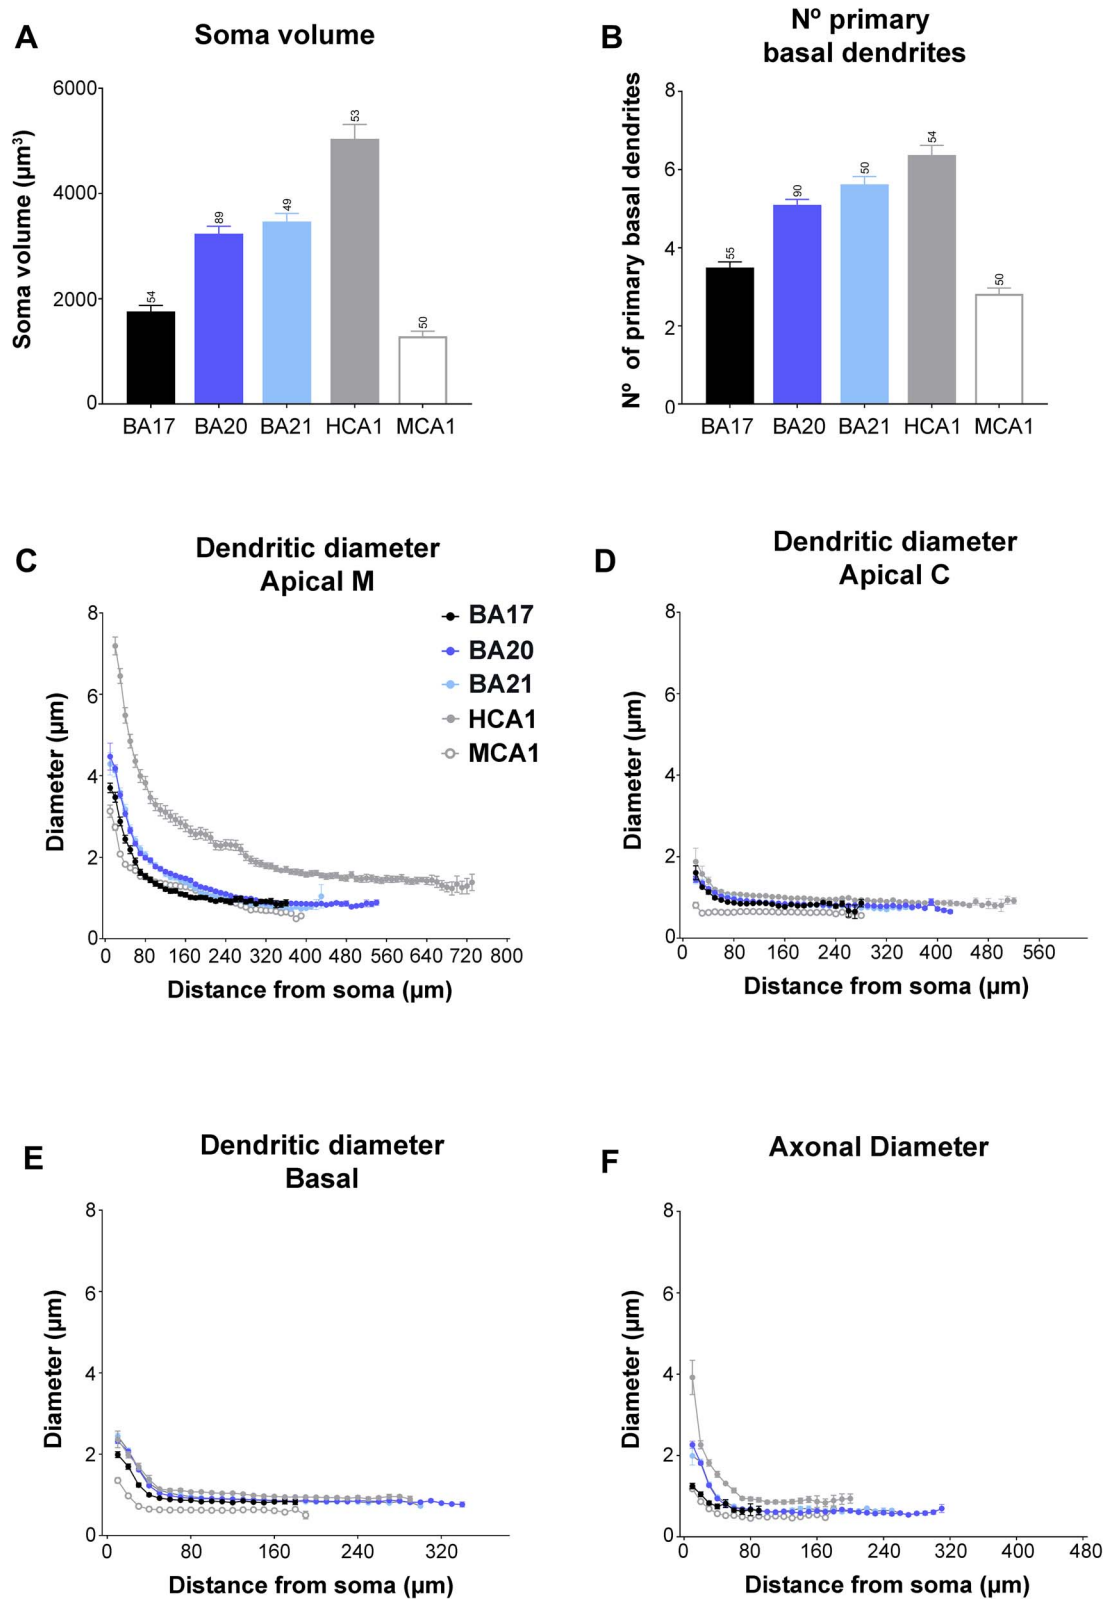 A
Soma volume
Soma volume (µm³)
6000
4000
2000
0
54
89
49
53
50
BA17 BA20 BA21 HCA1 MCA1
B
Nº primary
basal dendrites
Nº of primary basal dendrites
8
6
4
2
0
55
90
50
54
50
BA17 BA20 BA21 HCA1 MCA1
C
Dendritic diameter
Apical M
Diameter (µm)
8
6
4
2
0
0 80 160 240 320 400 480 560 640 720 800
Distance from soma (µm)
BA17
BA20
BA21
HCA1
MCA1
D
Dendritic diameter
Apical C
Diameter (µm)
8
6
4
2
0
0 80 160 240 320 400 480 560
Distance from soma (µm)
E
Dendritic diameter
Basal
Diameter (µm)
8
6
4
2
0
0 80 160 240 320
Distance from soma (µm)
F
Axonal Diameter
Diameter (µm)
8
6
4
2
0
0 80 160 240 320 400 480
Distance from soma (µm)